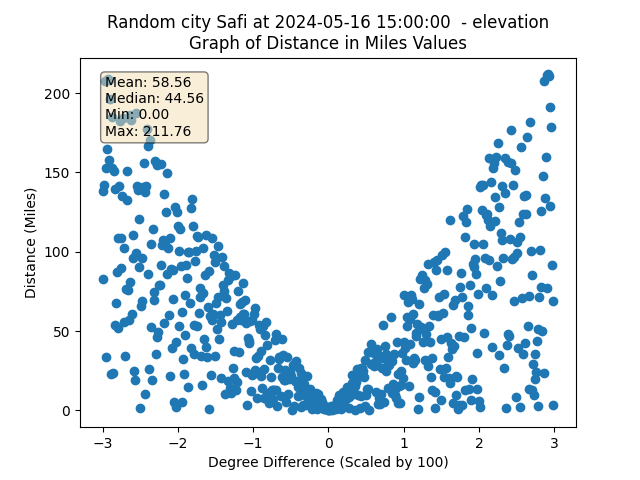 Random city Safi at 2024-05-16 15:00:00  - elevation
Graph of Distance in Miles Values
Mean: 58.56
Median: 44.56
Min: 0.00
Max: 211.76
200
150
100
50
0
Distance (Miles)
−3 −2 −1 0 1 2 3
Degree Difference (Scaled by 100)